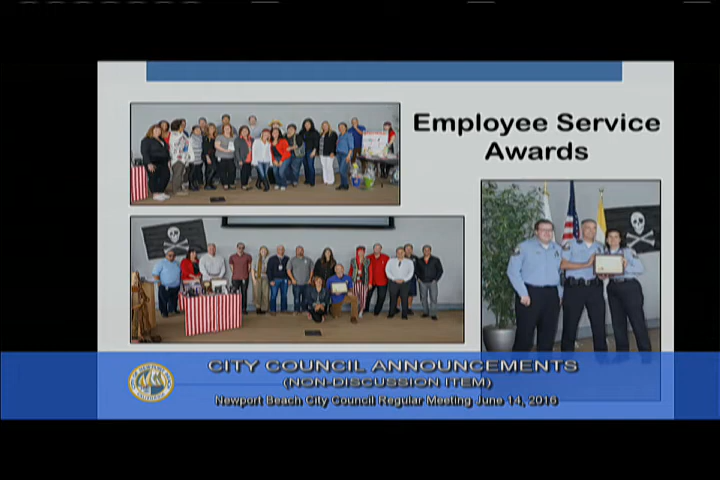 Employee Service
Awards
CITY COUNCIL ANNOUNCEMENTS
(NON-DISCUSSION ITEM)
Newport Beach City Council Regular Meeting June 14, 2016